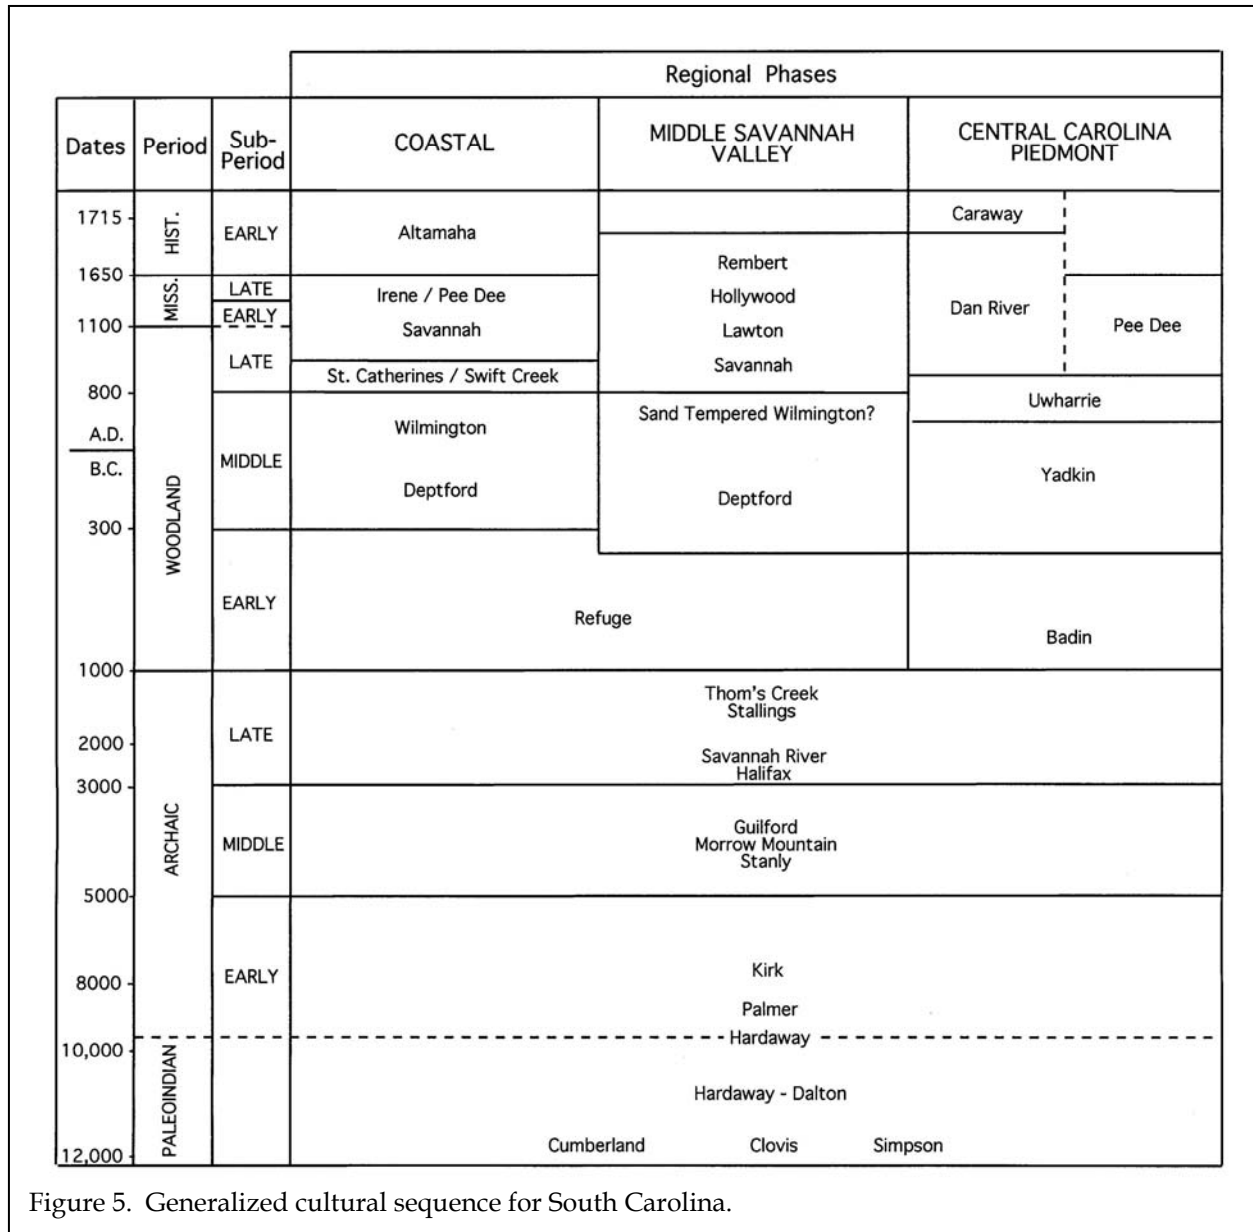 Regional Phases
Dates Period Sub-Period COASTAL MIDDLE SAVANNAH VALLEY CENTRAL CAROLINA PIEDMONT
1715 HIST. EARLY Altamaha Caraway
1650 Rembert
MISS. LATE Irene / Pee Dee Hollywood Dan River
EARLY
1100 Savannah Lawton Pee Dee
WOODLAND LATE St. Catherines / Swift Creek Savannah
800 Uwharrie
A.D. Wilmington Sand Tempered Wilmington?
B.C. MIDDLE Deptford Deptford Yadkin
300
EARLY Refuge Badin
1000
ARCHAIC LATE Thom's Creek
Stallings
2000 Savannah River
Halifax
3000
MIDDLE Guilford
Morrow Mountain
Stanly
5000
8000 EARLY Kirk
Palmer
Hardaway
10,000
PALEOINDIAN Hardaway - Dalton
12,000 Cumberland Clovis Simpson
Figure 5. Generalized cultural sequence for South Carolina.